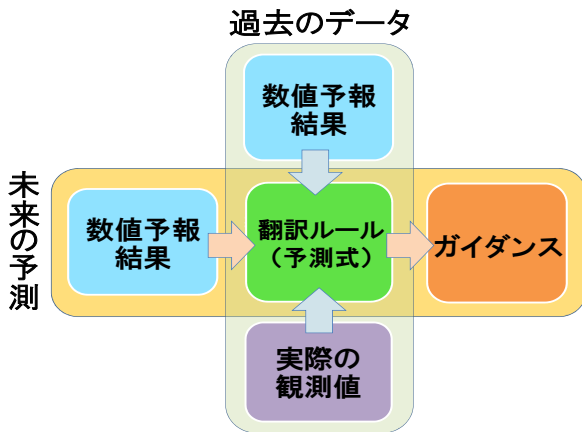 過去のデータ
数値予報
結果
未来の予測
数値予報
結果
翻訳ルール
（予測式）
ガイダンス
実際の
観測値